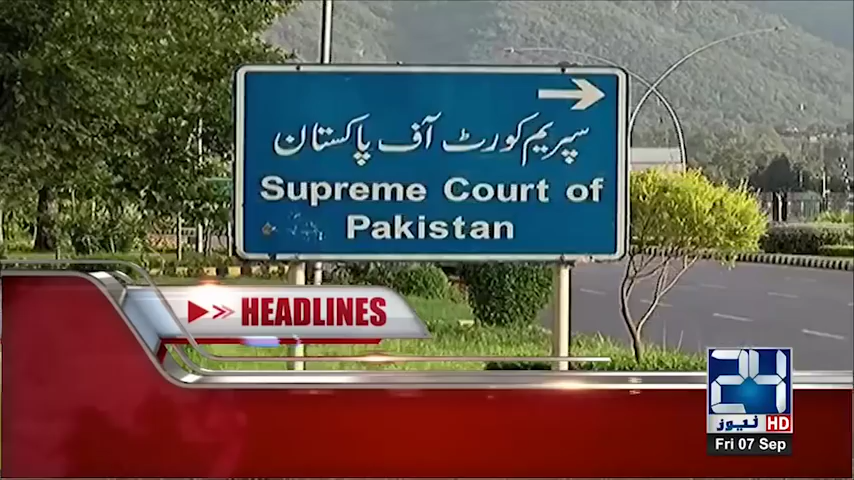 سپریم کورٹ آف پاکستان
Supreme Court of
Pakistan
HEADLINES
24
نیوز HD
Fri 07 Sep